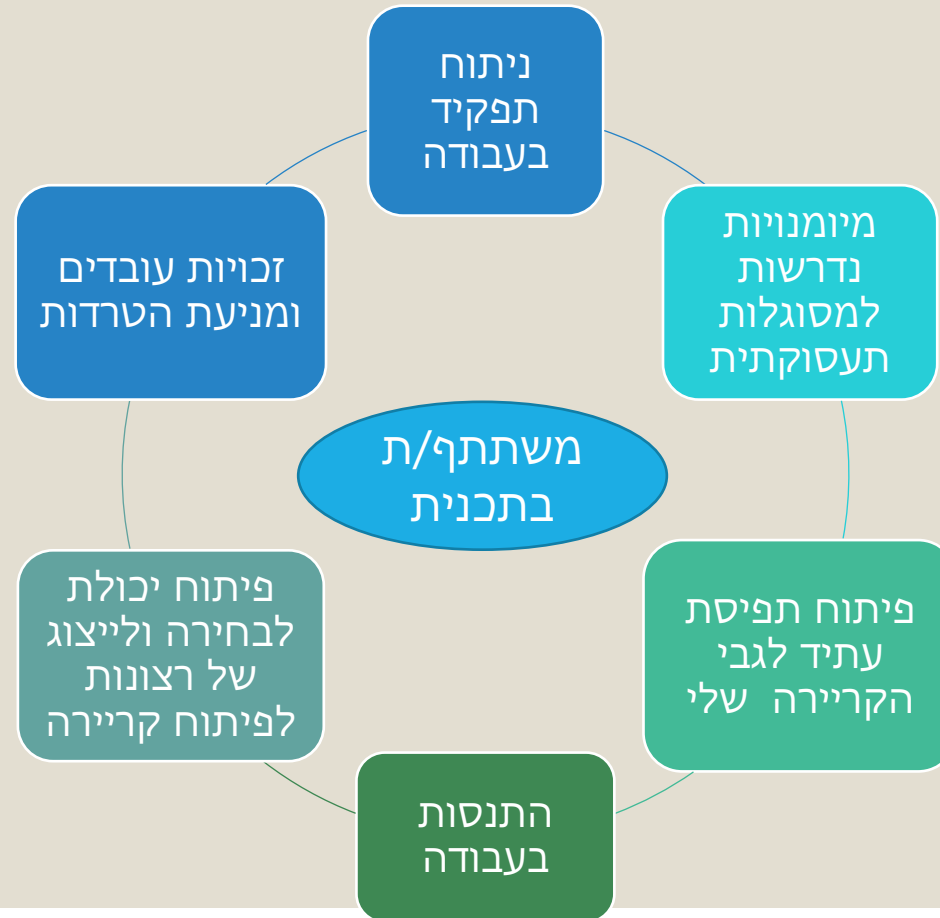 ניתוח
תפקיד
בעבודה
מיומנויות
נדרשות
למסוגלות
תעסוקתית
פיתוח תפיסת
עתיד לגבי
הקריירה  שלי
התנסות
בעבודה
פיתוח יכולת
לבחירה ולייצוג
של רצונות
לפיתוח קריירה
זכויות עובדים
ומניעת הטרדות
משתתף/ת
בתכנית